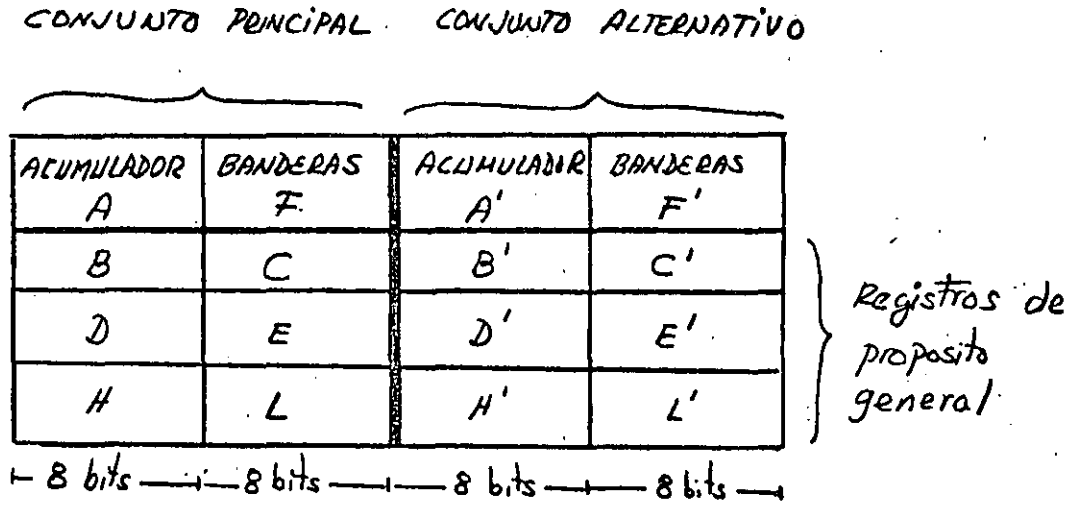 CONJUNTO PRINCIPAL. CONJUNTO ALTERNATIVO
ACUMULADOR BANDERAS ACUMULADOR BANDERAS
A F. A' F'
B C B' C'
D E D' E'
H L H' L'
Registros de
proposito
general
8 bits 8 bits 8 bits 8 bits